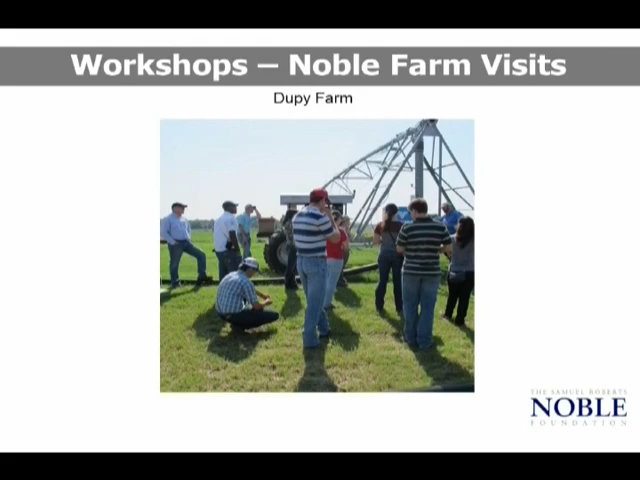 Workshops – Noble Farm Visits
Dupy Farm
THE SAMUEL ROBERTS
NOBLE
FOUNDATION